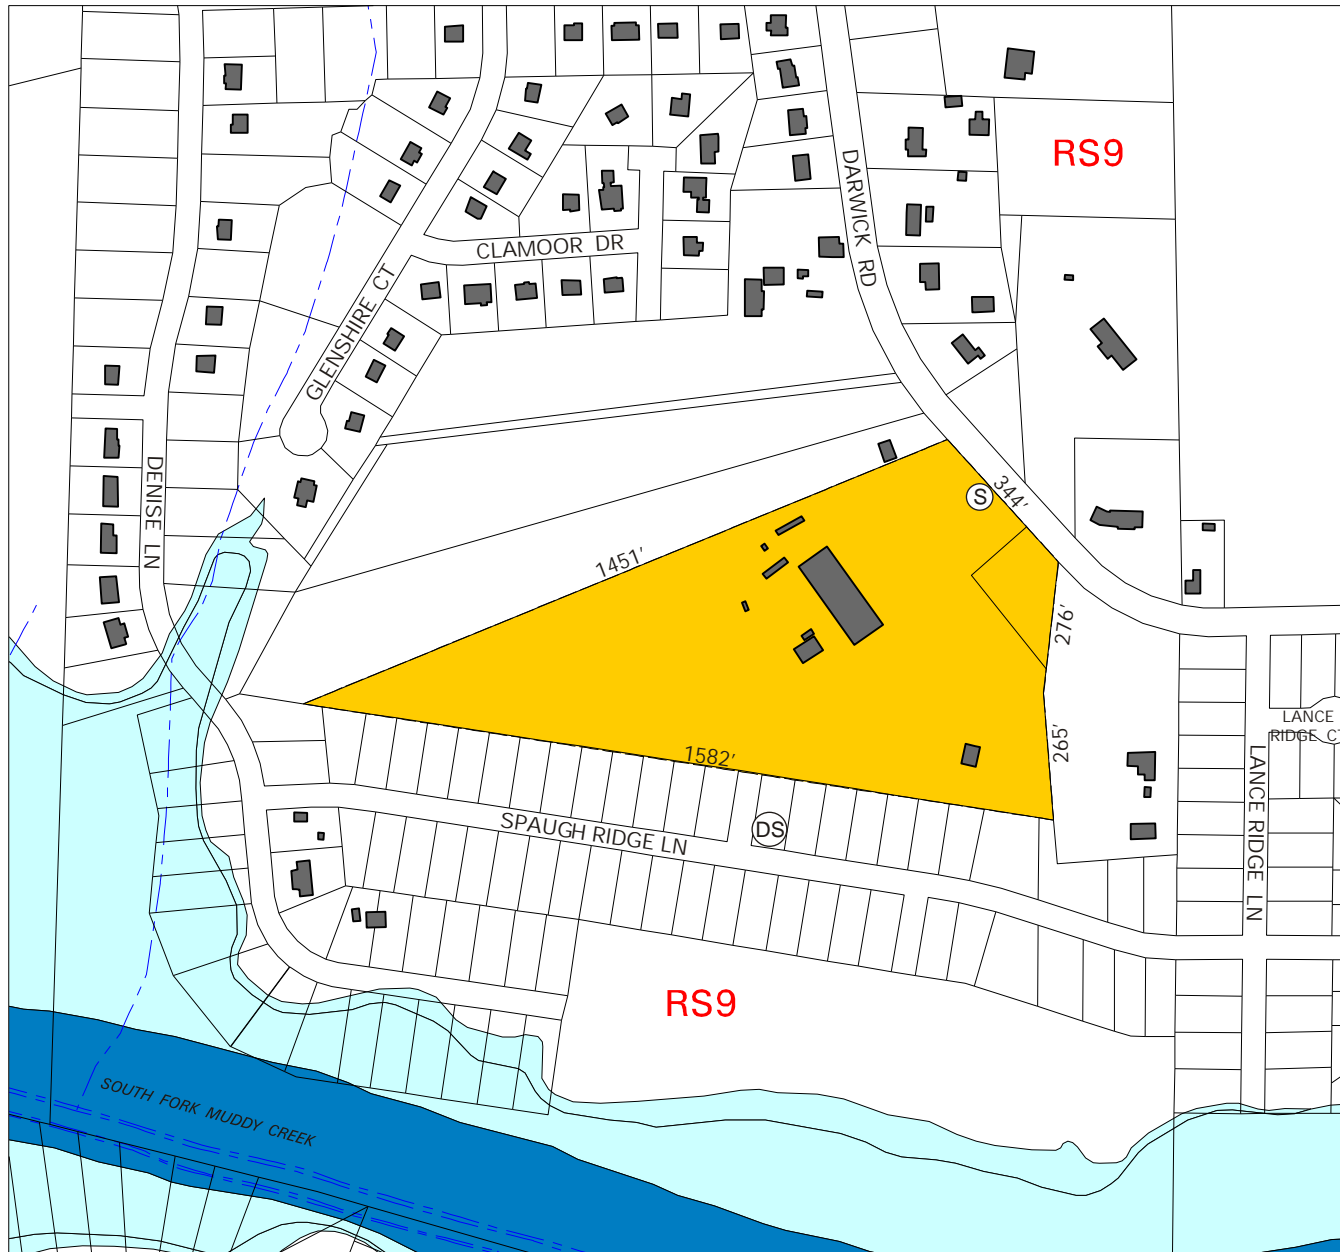 RS9
DARWICK RD
CLAMOOR DR
GLENSHIRE CT
DENISE LN
S
344'
1451'
276'
265'
LANCE
RIDGE CT
1582'
LANCE RIDGE LN
SPAUGH RIDGE LN
DS
RS9
SOUTH FORK MUDDY CREEK